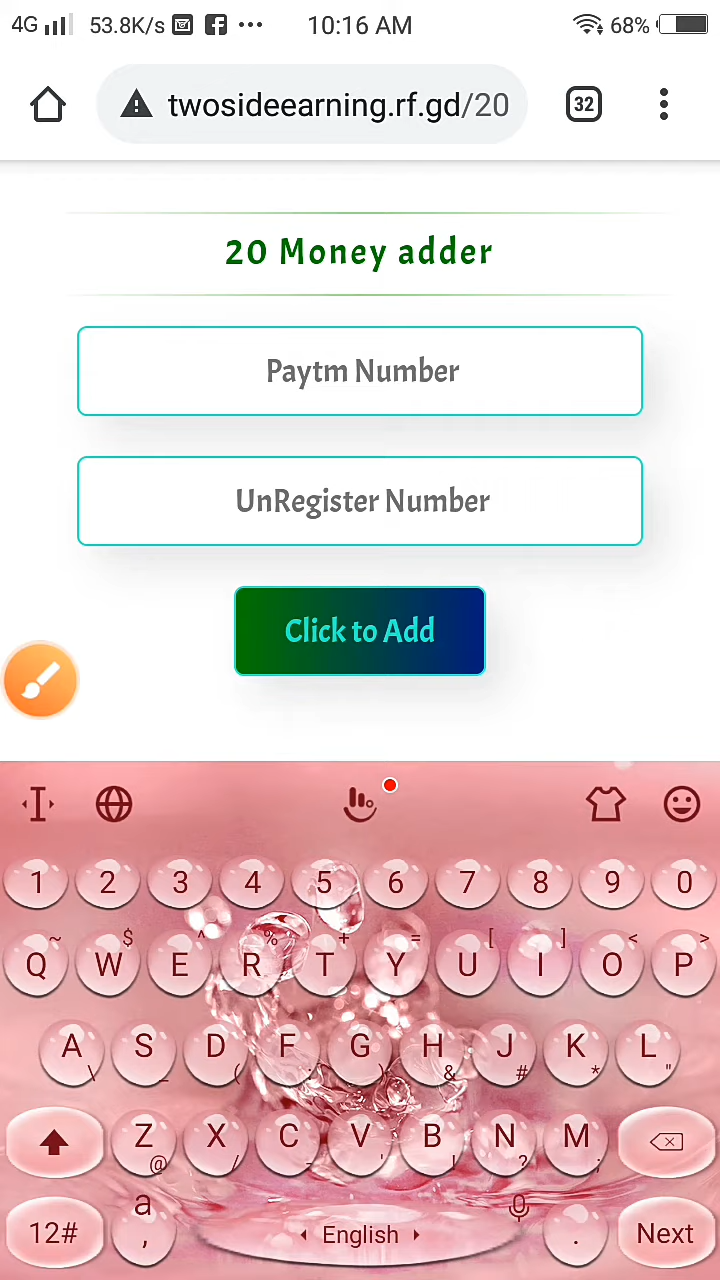 4G 53.8K/s 10:16 AM 68%
twosideearning.rf.gd/20 32
20 Money adder
Paytm Number
UnRegister Number
Click to Add
1 2 3 4 5 6 7 8 9 0
~ $ ^ % + = [ ] < >
Q W E R T Y U I O P
A S D F G H J K L
\ _ ( ) & # * "
Z X C V B N M
@ / - ' ! ? ;
12# a , English . Next